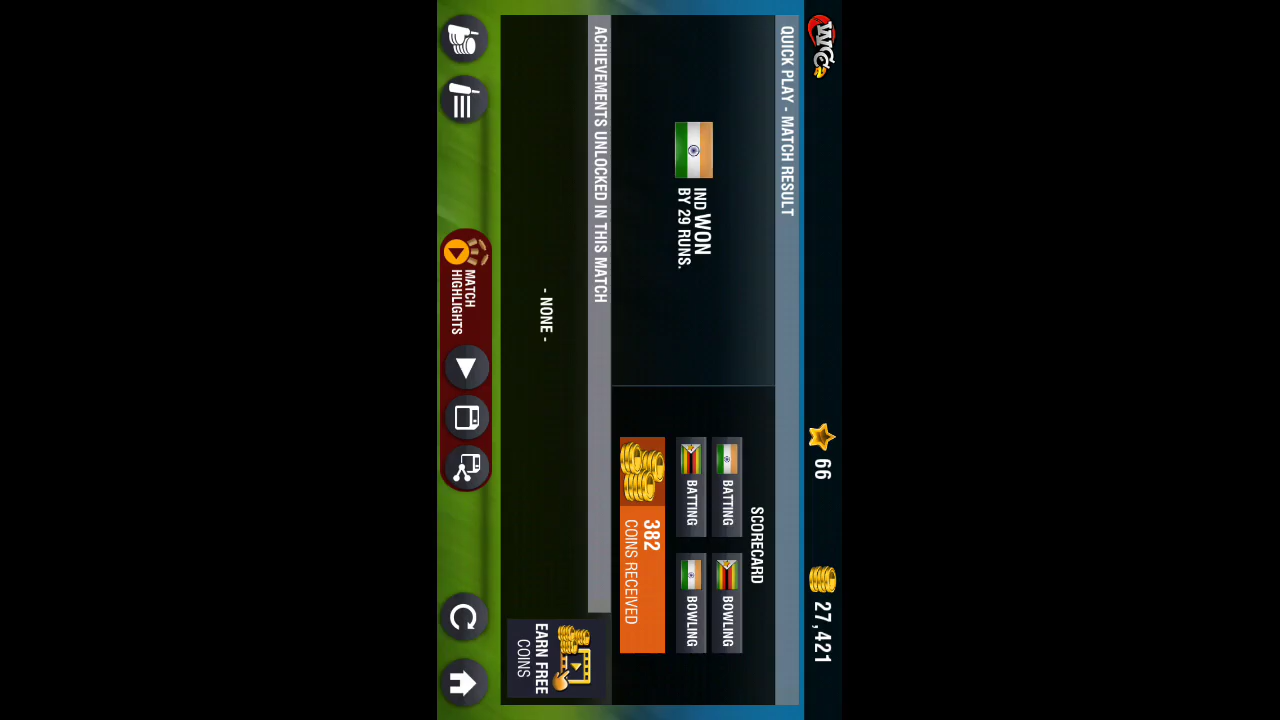 WC2
66
27,421
QUICK PLAY - MATCH RESULT
IND WON
BY 29 RUNS.
SCORECARD
BATTING
BOWLING
BATTING
BOWLING
382
COINS RECEIVED
ACHIEVEMENTS UNLOCKED IN THIS MATCH
- NONE -
EARN FREE
COINS
MATCH
HIGHLIGHTS